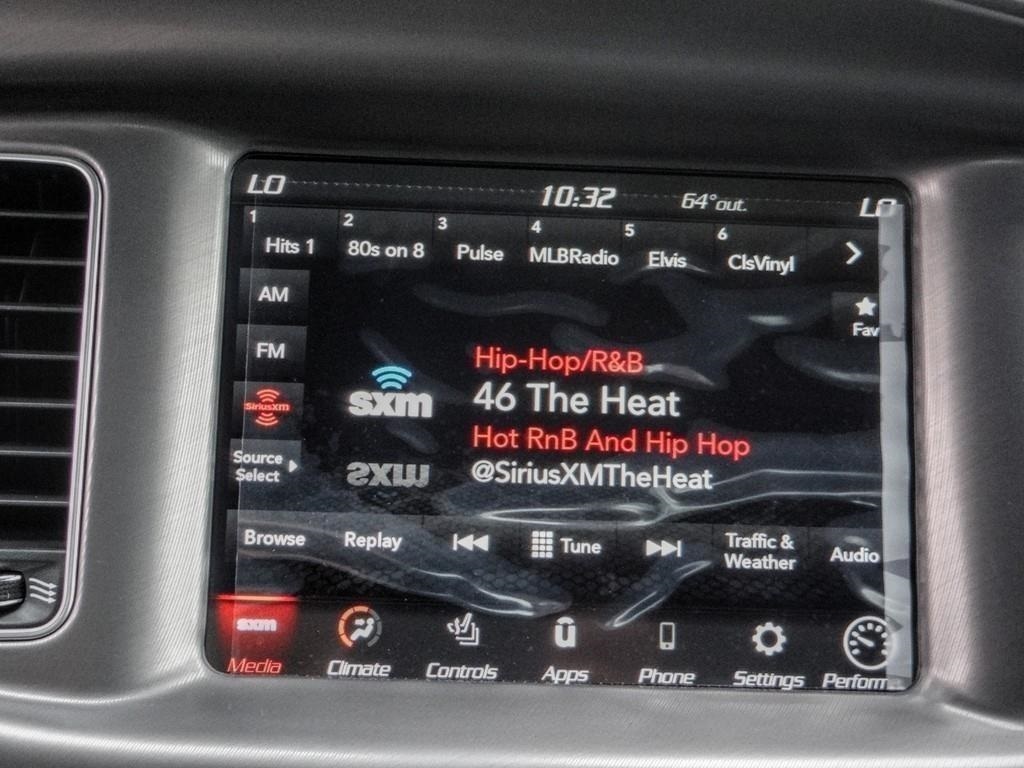 LO 10:32 64°out. LO
1 2 3 4 5 6
Hits 1 80s on 8 Pulse MLBRadio Elvis ClsVinyl
AM
Fav
FM
Hip-Hop/R&B
sxm 46 The Heat
SiriusXM
Hot RnB And Hip Hop
@SiriusXMTheHeat
Source
Select
Browse Replay Tune Traffic &
Weather Audio
sxm
Media Climate Controls Apps Phone Settings Perform